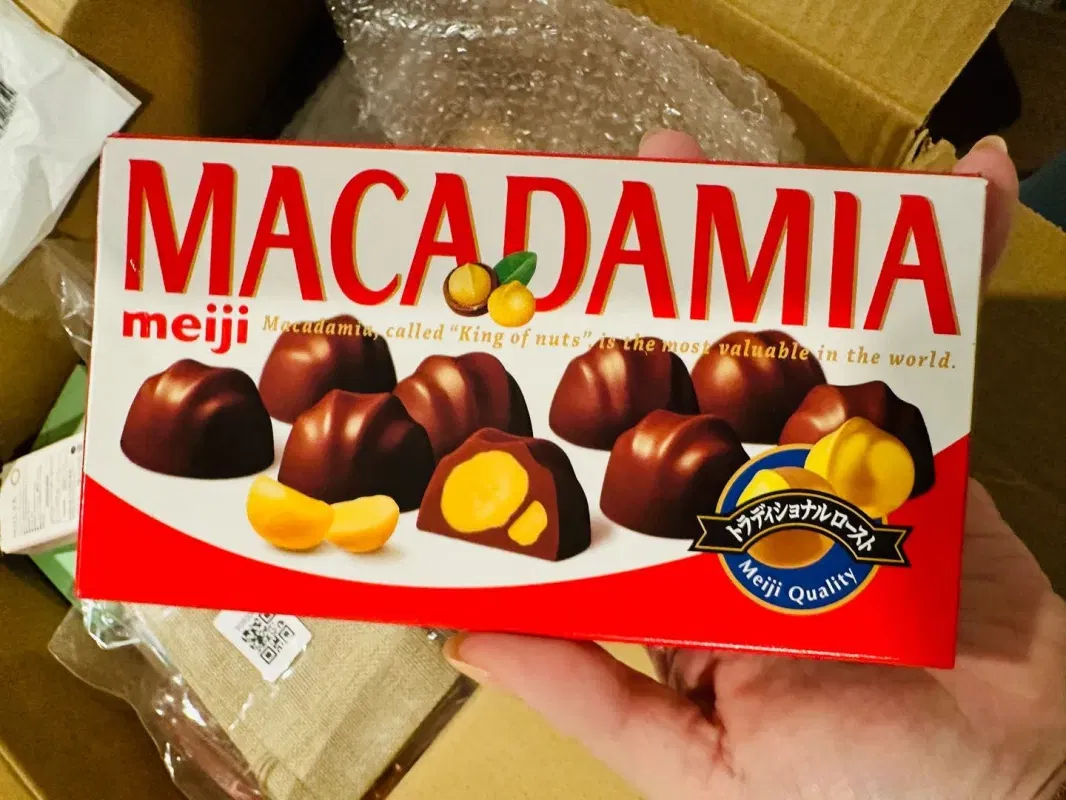 MACADAMIA
meiji
Macadamia, called “King of nuts”, is the most valuable in the world.
トラディショナルロースト
Meiji Quality